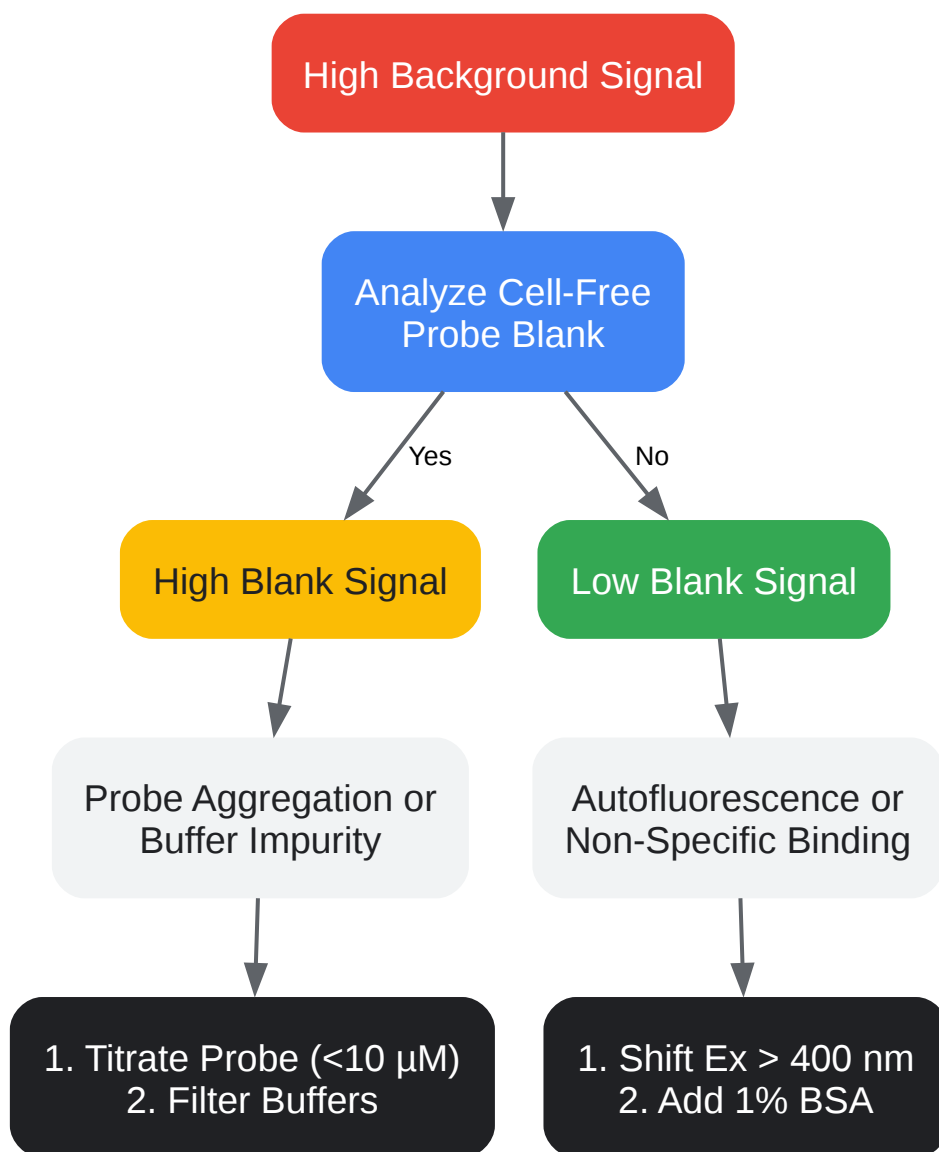 High Background Signal
Analyze Cell-Free
Probe Blank
Yes
No
High Blank Signal
Low Blank Signal
Probe Aggregation or
Buffer Impurity
Autofluorescence or
Non-Specific Binding
1. Titrate Probe (<10 µM)
2. Filter Buffers
1. Shift Ex > 400 nm
2. Add 1% BSA